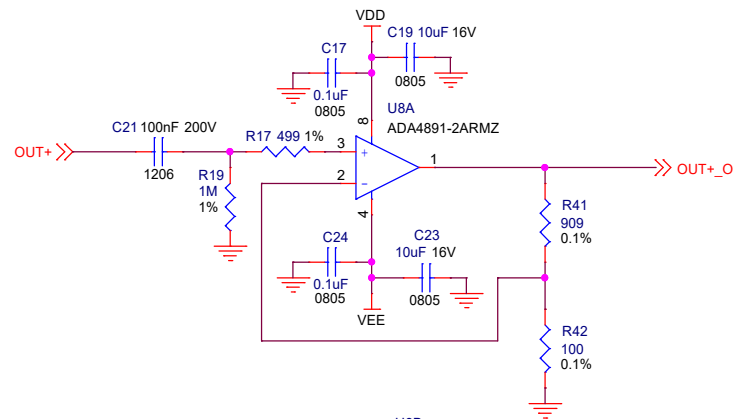 VDD
C17
C19 10uF 16V
0.1uF
0805
0805
U8A
ADA4891-2ARMZ
8
C21 100nF 200V
R17 499 1%
OUT+
1206
3
+
1
2
-
OUT+_O
R19
1M
1%
4
R41
909
0.1%
C24
C23
10uF 16V
0.1uF
0805
0805
VEE
R42
100
0.1%